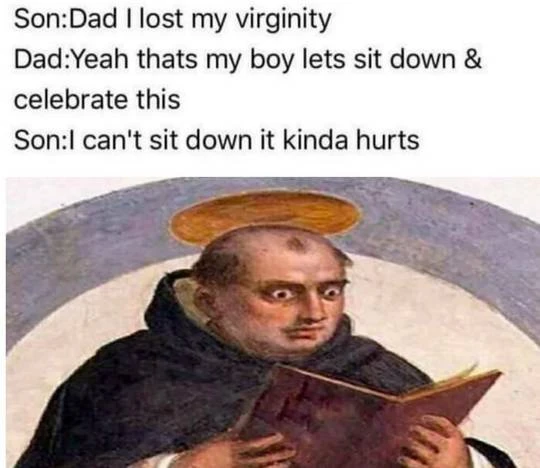 Son:Dad I lost my virginity
Dad:Yeah thats my boy lets sit down &
celebrate this
Son:I can't sit down it kinda hurts